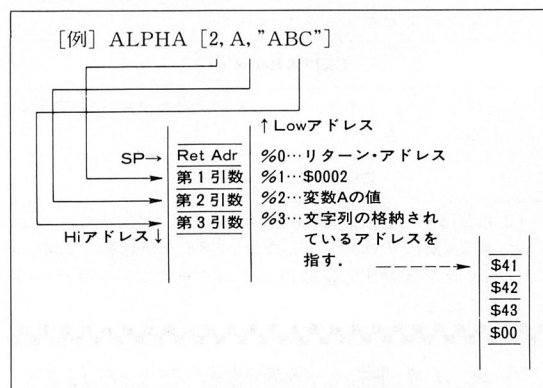 [例] ALPHA [2, A, ”ABC”]
↑Lowアドレス
SP→ Ret Adr %0…リターン・アドレス
第1引数 %1…$0002
第2引数 %2…変数Aの値
第3引数 %3…文字列の格納され
Hiアドレス↓ ているアドレスを
指す.
$41
$42
$43
$00